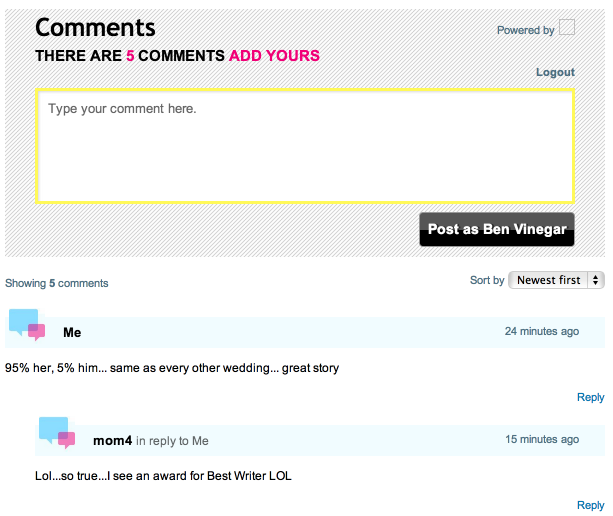 Comments
Powered by
THERE ARE 5 COMMENTS ADD YOURS
Logout
Type your comment here.
Post as Ben Vinegar
Showing 5 comments
Sort by Newest first
Me
24 minutes ago
95% her, 5% him... same as every other wedding... great story
Reply
mom4 in reply to Me
15 minutes ago
Lol...so true...I see an award for Best Writer LOL
Reply